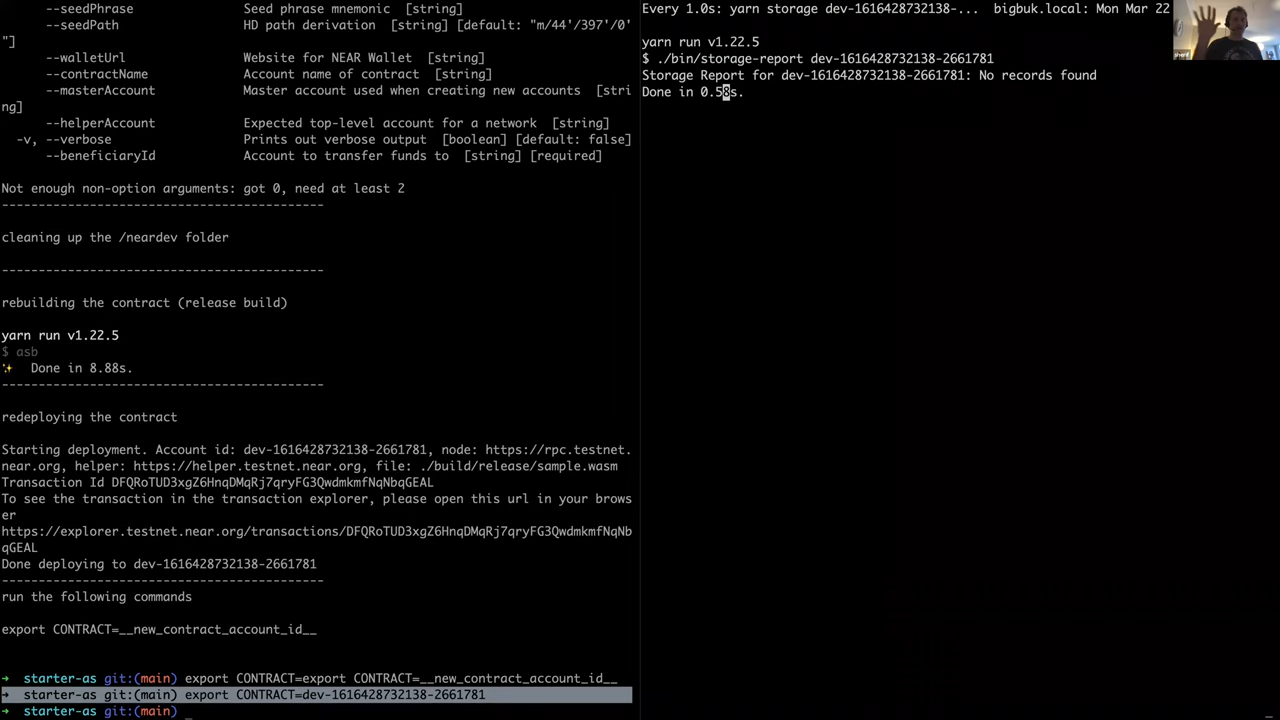 --seedPhrase Seed phrase mnemonic [string]
--seedPath HD path derivation [string] [default: "m/44'/397'/0'
"]
--walletUrl Website for NEAR Wallet [string]
--contractName Account name of contract [string]
--masterAccount Master account used when creating new accounts [stri
ng]
--helperAccount Expected top-level account for a network [string]
-v, --verbose Prints out verbose output [boolean] [default: false]
--beneficiaryId Account to transfer funds to [string] [required]
Not enough non-option arguments: got 0, need at least 2
--------------------------------------------
cleaning up the /neardev folder
--------------------------------------------
rebuilding the contract (release build)
yarn run v1.22.5
$ asb
✨ Done in 8.88s.
--------------------------------------------
redeploying the contract
Starting deployment. Account id: dev-1616428732138-2661781, node: https://rpc.testnet.
near.org, helper: https://helper.testnet.near.org, file: ./build/release/sample.wasm
Transaction Id DFQRoTUD3xgZ6HnqDMqRj7qryFG3QwdmkmfNqNbqGEAL
To see the transaction in the transaction explorer, please open this url in your brows
er
https://explorer.testnet.near.org/transactions/DFQRoTUD3xgZ6HnqDMqRj7qryFG3QwdmkmfNqNb
qGEAL
Done deploying to dev-1616428732138-2661781
--------------------------------------------
run the following commands
export CONTRACT=__new_contract_account_id__
➜ starter-as git:(main) export CONTRACT=export CONTRACT=__new_contract_account_id__
➜ starter-as git:(main) export CONTRACT=dev-1616428732138-2661781
➜ starter-as git:(main)
Every 1.0s: yarn storage dev-1616428732138-... bigbuk.local: Mon Mar 22
yarn run v1.22.5
$ ./bin/storage-report dev-1616428732138-2661781
Storage Report for dev-1616428732138-2661781: No records found
Done in 0.58s.